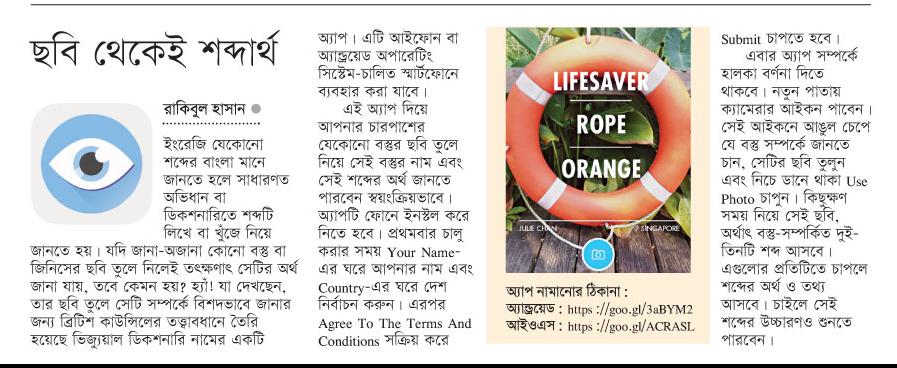 ছবি থেকেই শব্দার্থ
রাকিবুল হাসান
ইংরেজি যেকোনো
শব্দের বাংলা মানে
জানতে হলে সাধারণত
অভিধান বা
ডিকশনারিতে শব্দটি
লিখে বা খুঁজে নিয়ে
জানতে হয়। যদি জানা-অজানা কোনো বস্তু বা
জিনিসের ছবি তুলে নিলেই তৎক্ষণাৎ সেটির অর্থ
জানা যায়, তবে কেমন হয়? হ্যাঁ! যা দেখছেন,
তার ছবি তুলে সেটি সম্পর্কে বিশদভাবে জানার
জন্য ব্রিটিশ কাউন্সিলের তত্ত্বাবধানে তৈরি
হয়েছে ভিজ্যুয়াল ডিকশনারি নামের একটি
অ্যাপ। এটি আইফোন বা
অ্যান্ড্রয়েড অপারেটিং
সিস্টেম-চালিত স্মার্টফোনে
ব্যবহার করা যাবে।
এই অ্যাপ দিয়ে
আপনার চারপাশের
যেকোনো বস্তুর ছবি তুলে
নিয়ে সেই বস্তুর নাম এবং
সেই শব্দের অর্থ জানতে
পারবেন স্বয়ংক্রিয়ভাবে।
অ্যাপটি ফোনে ইনস্টল করে
নিতে হবে। প্রথমবার চালু
করার সময় Your Name-
এর ঘরে আপনার নাম এবং
Country-এর ঘরে দেশ
নির্বাচন করুন। এরপর
Agree To The Terms And
Conditions সক্রিয় করে
LIFESAVER
ROPE
ORANGE
JULIE CHAN
SINGAPORE
অ্যাপ নামানোর ঠিকানা :
অ্যান্ড্রয়েড : https ://goo.gl/3aBYM2
আইওএস : https ://goo.gl/ACRASL
Submit চাপতে হবে।
এবার অ্যাপ সম্পর্কে
হালকা বর্ণনা দিতে
থাকবে। নতুন পাতায়
ক্যামেরার আইকন পাবেন।
সেই আইকনে আঙুল চেপে
যে বস্তু সম্পর্কে জানতে
চান, সেটির ছবি তুলুন
এবং নিচে ডানে থাকা Use
Photo চাপুন। কিছুক্ষণ
সময় নিয়ে সেই ছবি,
অর্থাৎ বস্তু-সম্পর্কিত দুই-
তিনটি শব্দ আসবে।
এগুলোর প্রতিটিতে চাপলে
শব্দের অর্থ ও তথ্য
আসবে। চাইলে সেই
শব্দের উচ্চারণও শুনতে
পারবেন।